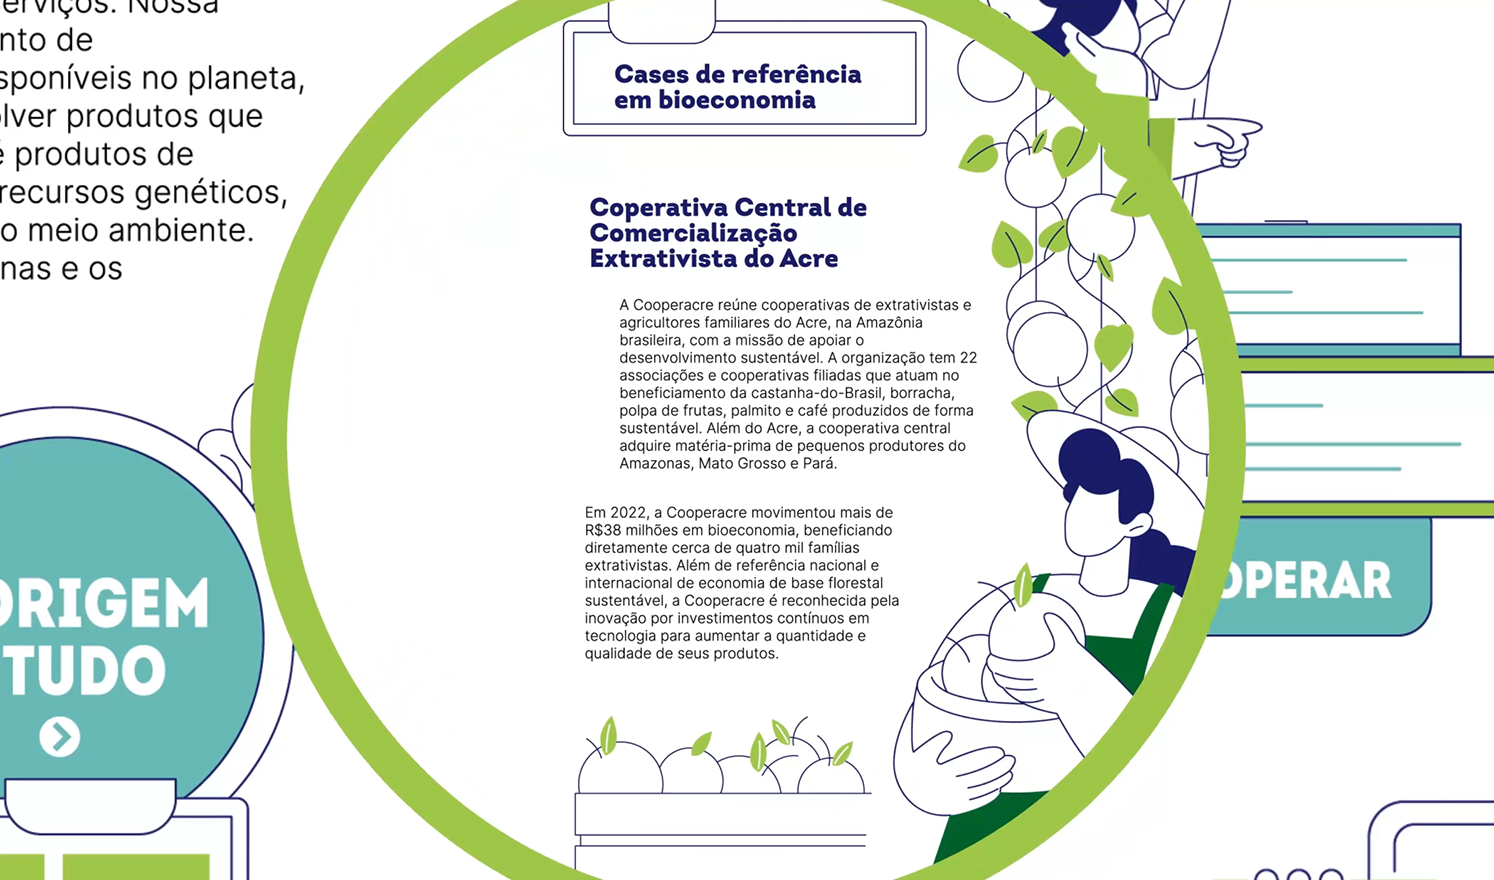 serviços. Nossa
nto de
sponíveis no planeta,
lver produtos que
é produtos de
recursos genéticos,
o meio ambiente.
nas e os
Cases de referência
em bioeconomia
Coperativa Central de
Comercialização
Extrativista do Acre
A Cooperacre reúne cooperativas de extrativistas e
agricultores familiares do Acre, na Amazônia
brasileira, com a missão de apoiar o
desenvolvimento sustentável. A organização tem 22
associações e cooperativas filiadas que atuam no
beneficiamento da castanha-do-Brasil, borracha,
polpa de frutas, palmito e café produzidos de forma
sustentável. Além do Acre, a cooperativa central
adquire matéria-prima de pequenos produtores do
Amazonas, Mato Grosso e Pará.
Em 2022, a Cooperacre movimentou mais de
R$38 milhões em bioeconomia, beneficiando
diretamente cerca de quatro mil famílias
extrativistas. Além de referência nacional e
internacional de economia de base florestal
sustentável, a Cooperacre é reconhecida pela
inovação por investimentos contínuos em
tecnologia para aumentar a quantidade e
qualidade de seus produtos.
ORIGEM
TUDO
OPERAR